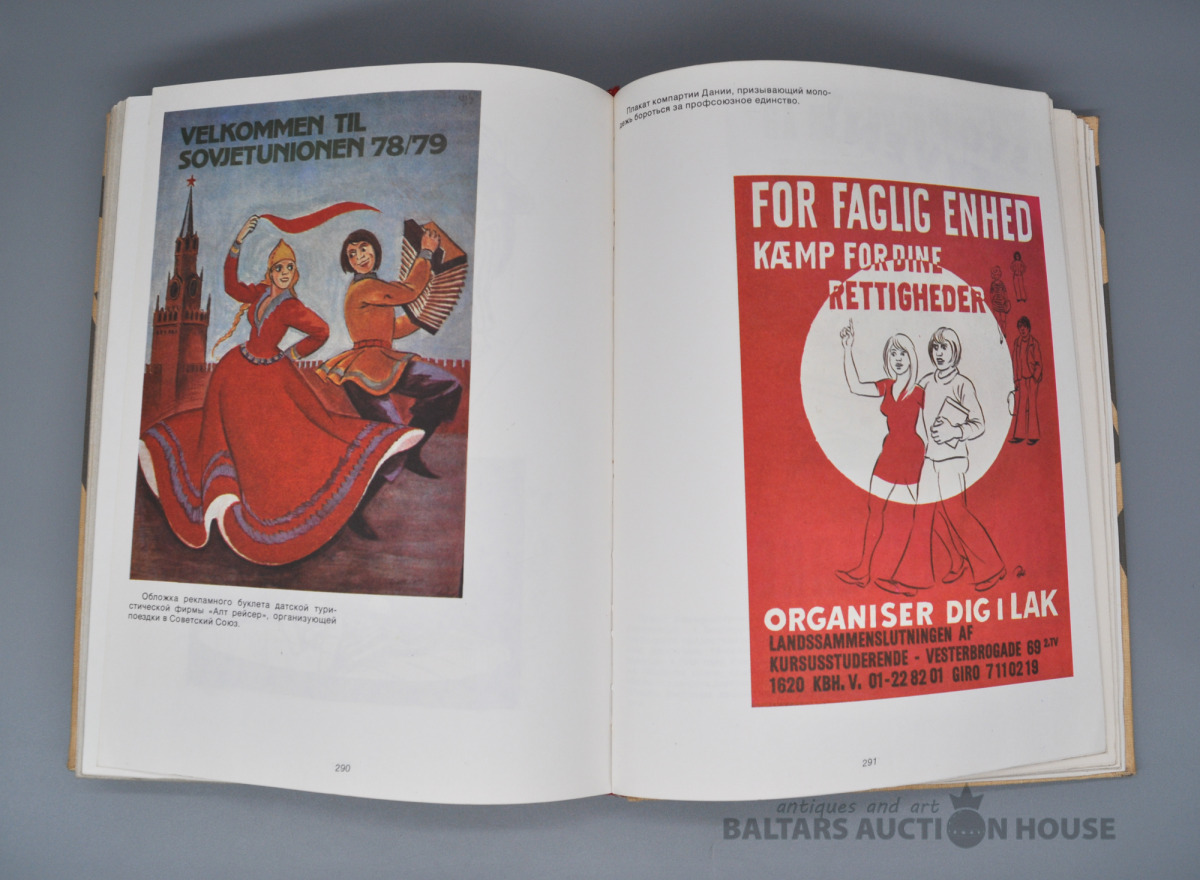 VELKOMMEN TIL
SOVJETUNIONEN 78/79
Обложка рекламного буклета датской тури-
стической фирмы «Алт рейсер», организующей
поездки в Советский Союз.
290
Плакат компартии Дании, призывающий моло-
дежь бороться за профсоюзное единство.
FOR FAGLIG ENHED
KÆMP FOR DINE
RETTIGHEDER
ORGANISER DIG I LAK
LANDSSAMMENSLUTNINGEN AF
KURSUSSTUDERENDE - VESTERBROGADE 69 2.TV
1620 KBH. V. 01-22 82 01 GIRO 7110219
291
antiques and art
BALTARS AUCTION HOUSE